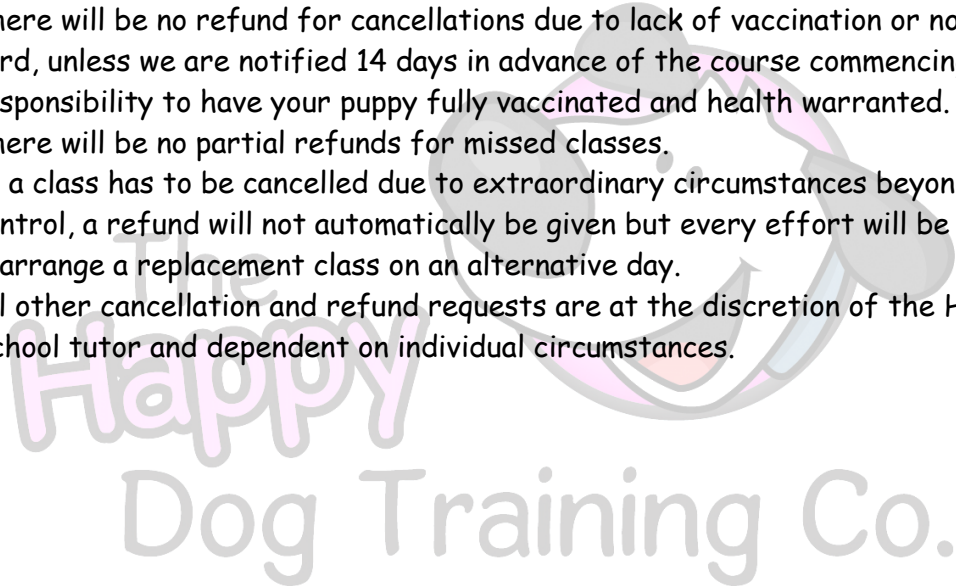 here will be no refund for cancellations due to lack of vaccination or no
rd, unless we are notified 14 days in advance of the course commencin
sponsibility to have your puppy fully vaccinated and health warranted.
here will be no partial refunds for missed classes.
a class has to be cancelled due to extraordinary circumstances beyon
ntrol, a refund will not automatically be given but every effort will be
arrange a replacement class on an alternative day.
l other cancellation and refund requests are at the discretion of the H
chool tutor and dependent on individual circumstances.
The
Happy
Dog Training Co.